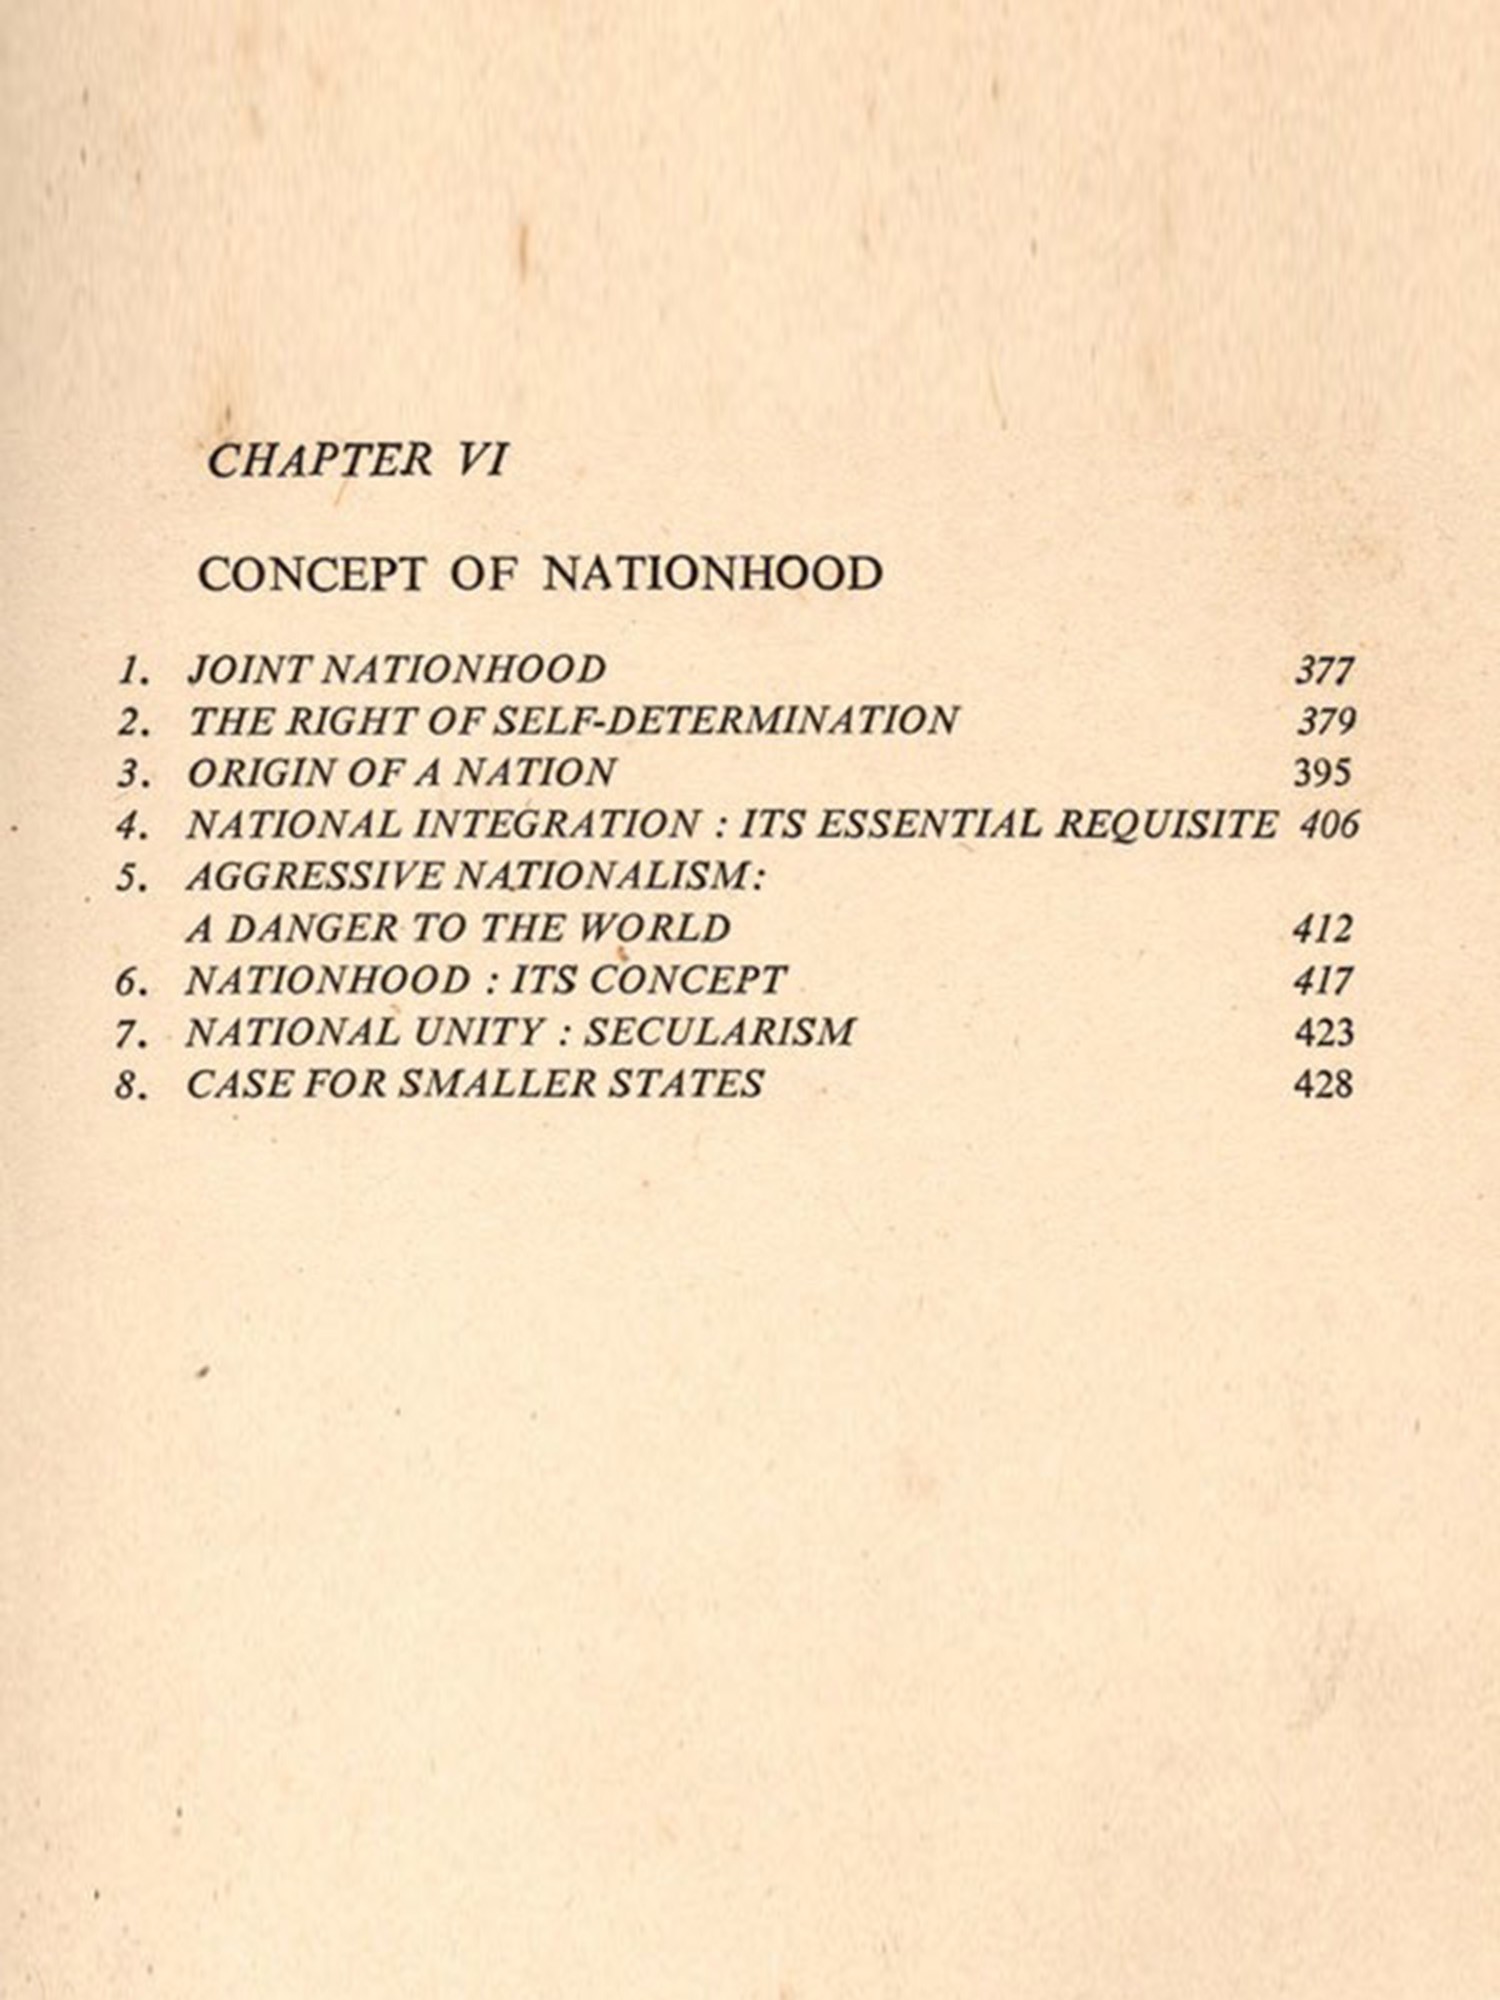 CHAPTER VI
CONCEPT OF NATIONHOOD
1. JOINT NATIONHOOD 377
2. THE RIGHT OF SELF-DETERMINATION 379
3. ORIGIN OF A NATION 395
4. NATIONAL INTEGRATION : ITS ESSENTIAL REQUISITE 406
5. AGGRESSIVE NATIONALISM:
A DANGER TO THE WORLD 412
6. NATIONHOOD : ITS CONCEPT 417
7. NATIONAL UNITY : SECULARISM 423
8. CASE FOR SMALLER STATES 428